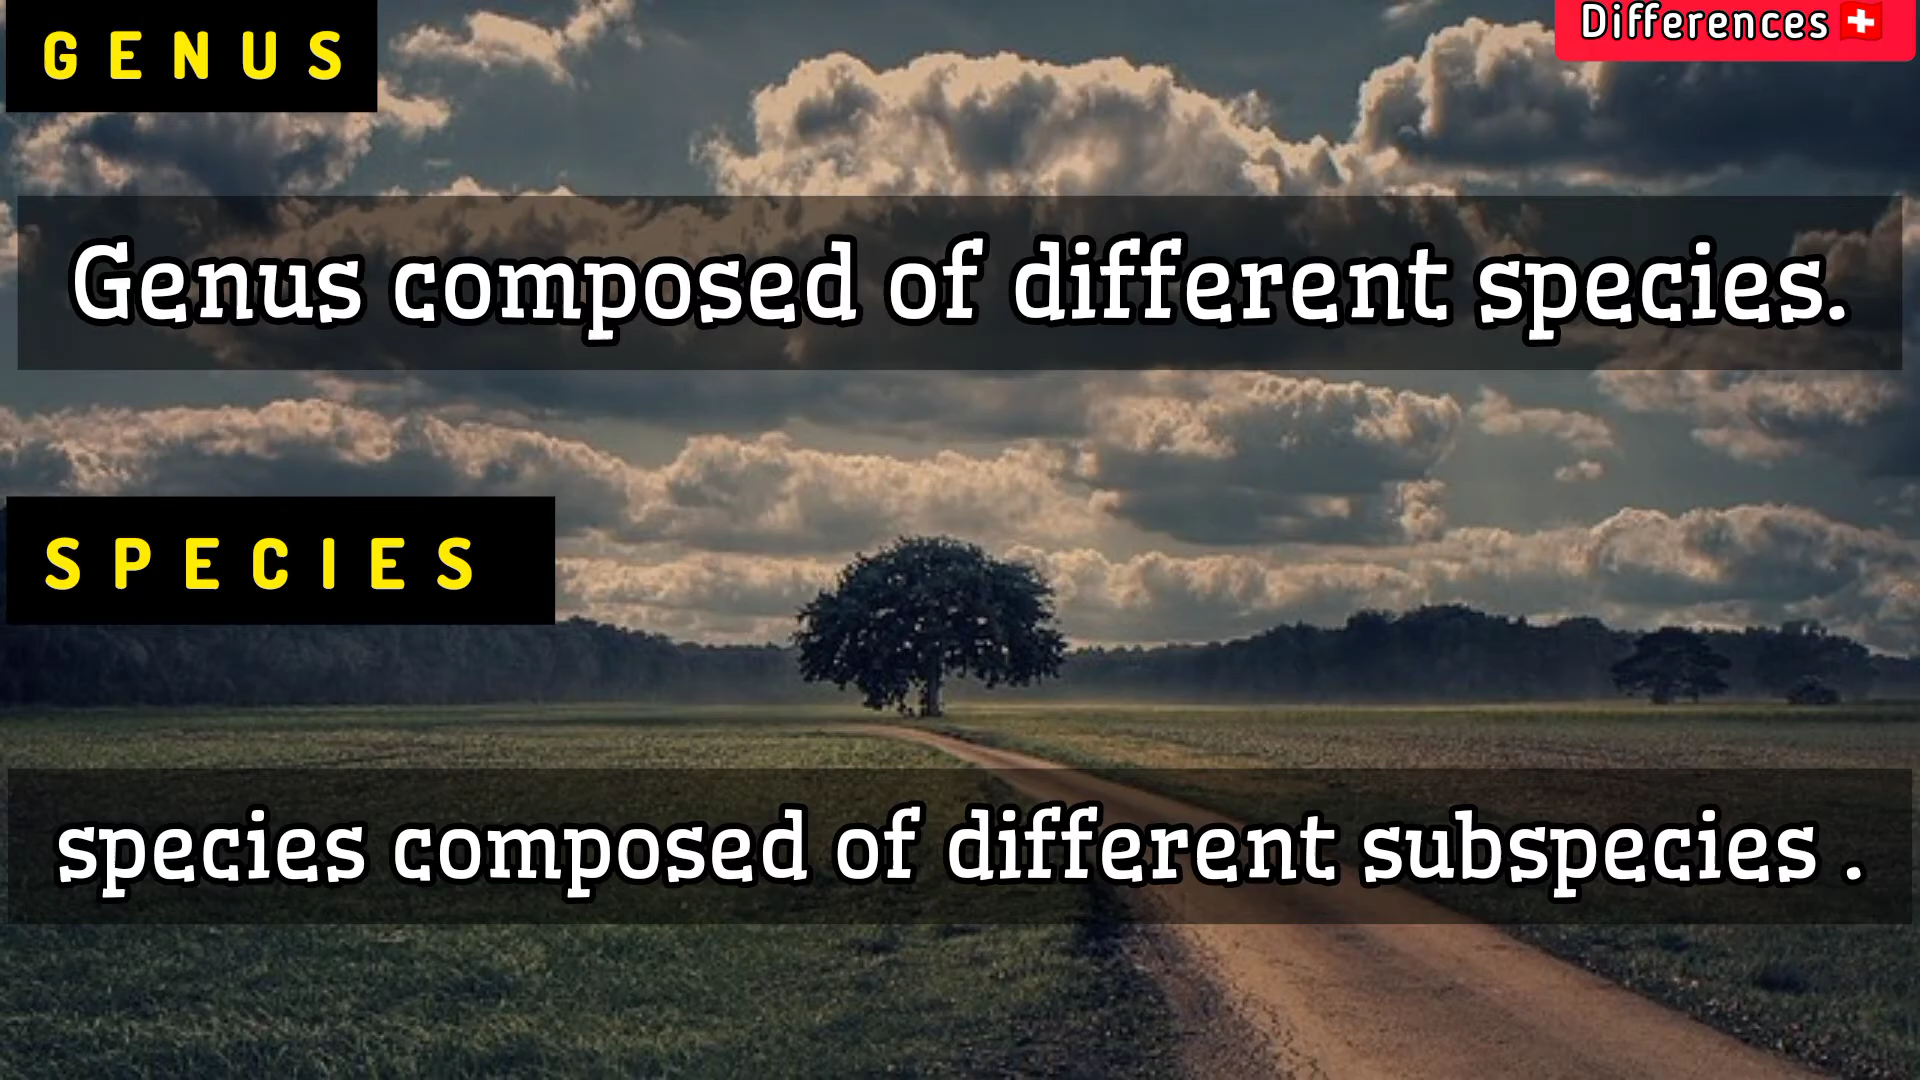 GENUS
Differences🇨🇭
Genus composed of different species.
SPECIES
species composed of different subspecies .